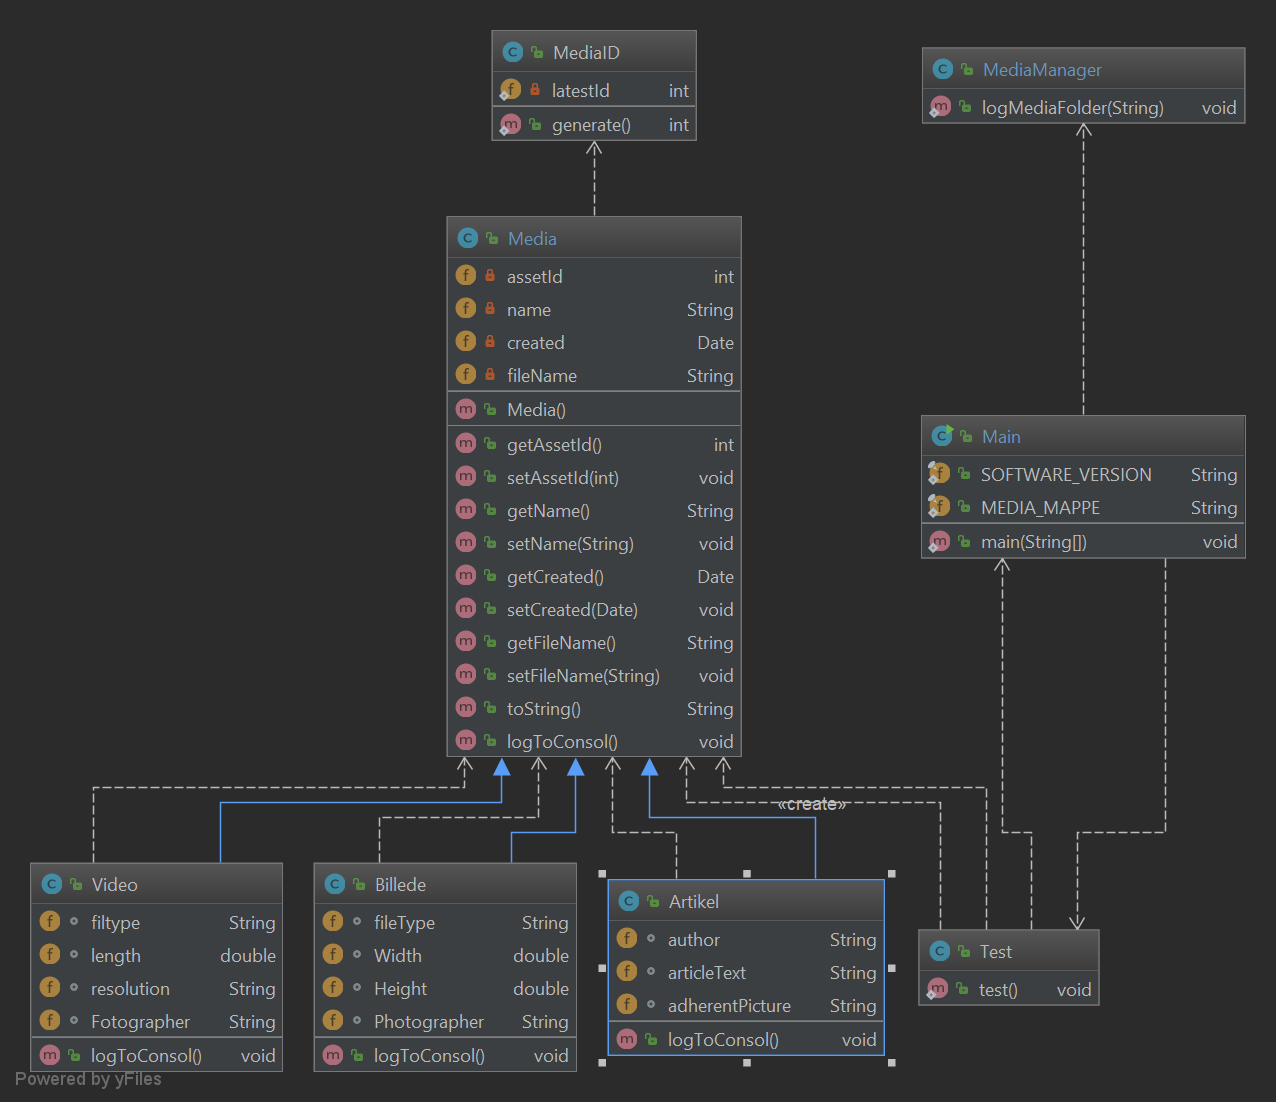 MediaID
latestId int
generate() int
MediaManager
logMediaFolder(String) void
Media
assetId int
name String
created Date
fileName String
Media()
getAssetId() int
setAssetId(int) void
getName() String
setName(String) void
getCreated() Date
setCreated(Date) void
getFileName() String
setFileName(String) void
toString() String
logToConsol() void
Main
SOFTWARE_VERSION String
MEDIA_MAPPE String
main(String[]) void
«create»
Video
filtype String
length double
resolution String
Fotographer String
logToConsol() void
Billede
fileType String
Width double
Height double
Photographer String
logToConsol() void
Artikel
author String
articleText String
adherentPicture String
logToConsol() void
Test
test() void
Powered by yFiles